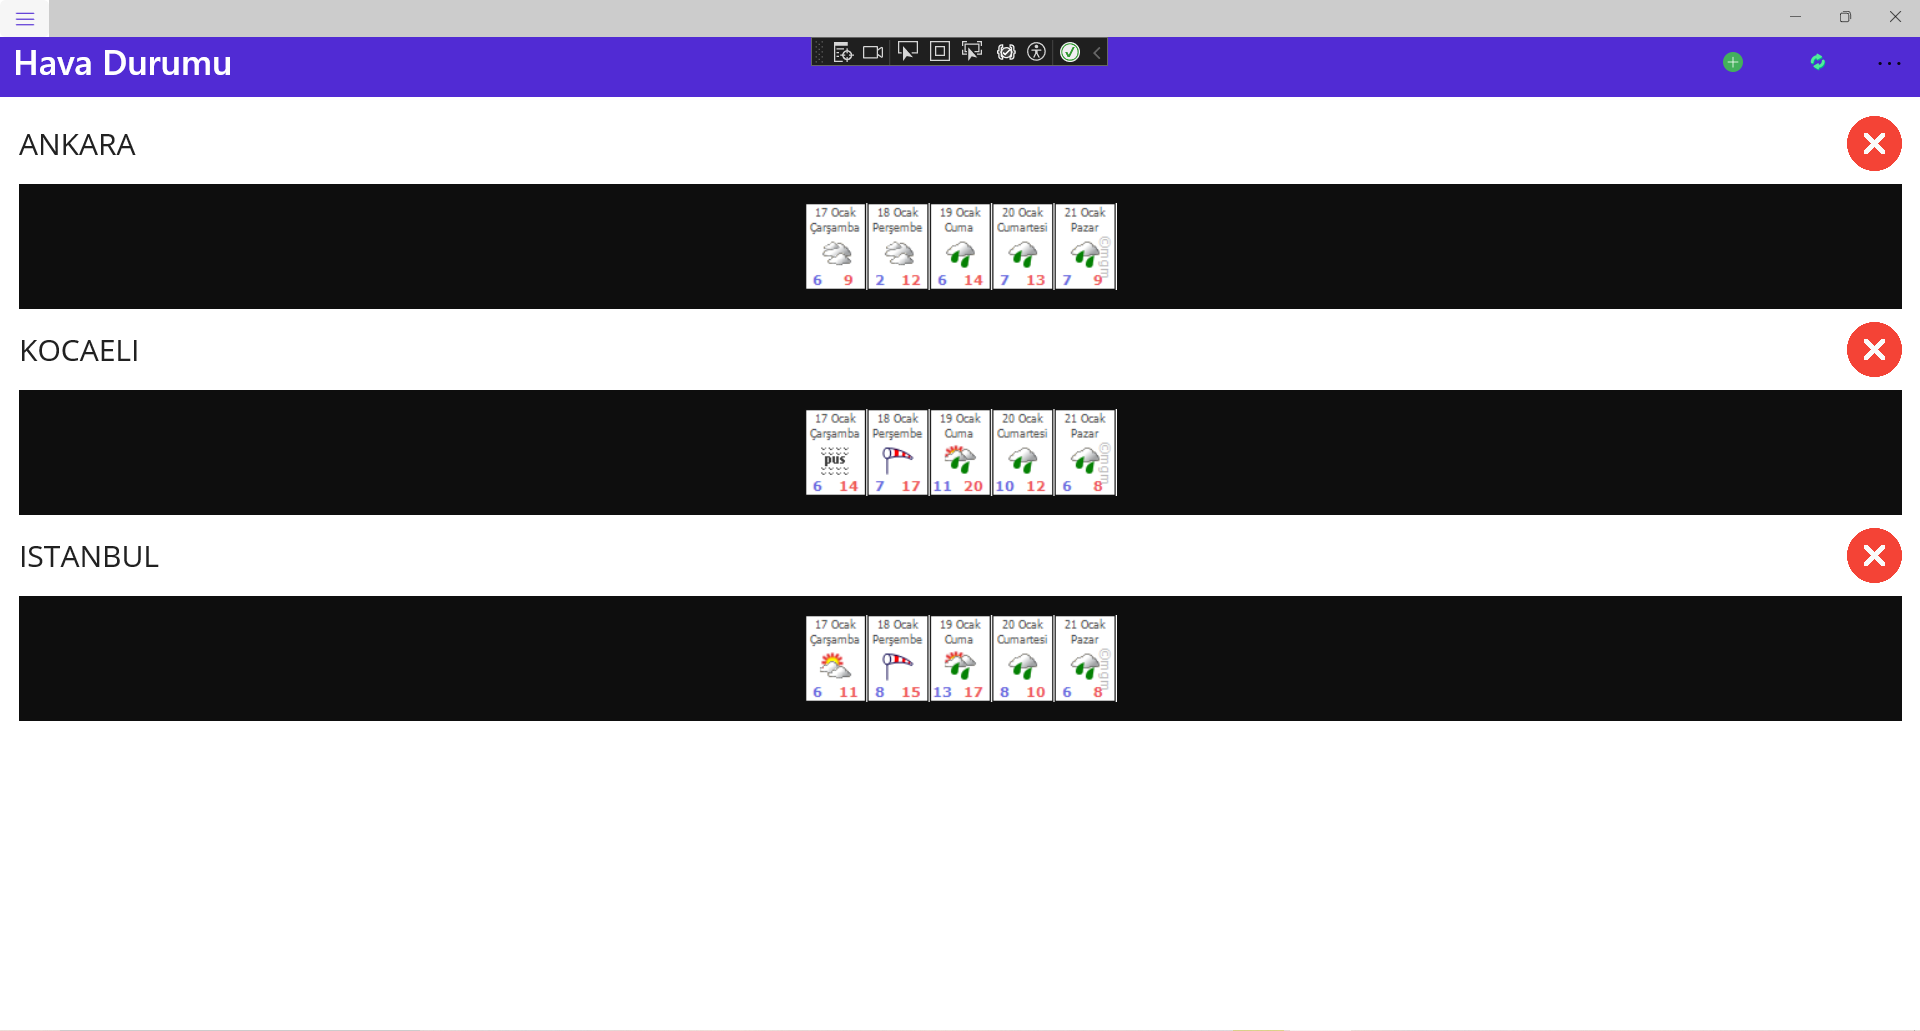 Hava Durumu
ANKARA
17 Ocak 18 Ocak 19 Ocak 20 Ocak 21 Ocak
Çarşamba Perşembe Cuma Cumartesi Pazar
©mgm
6 9 2 12 6 14 7 13 7 9
KOCAELI
17 Ocak 18 Ocak 19 Ocak 20 Ocak 21 Ocak
Çarşamba Perşembe Cuma Cumartesi Pazar
pus
©mgm
6 14 7 17 11 20 10 12 6 8
ISTANBUL
17 Ocak 18 Ocak 19 Ocak 20 Ocak 21 Ocak
Çarşamba Perşembe Cuma Cumartesi Pazar
©mgm
6 11 8 15 13 17 8 10 6 8